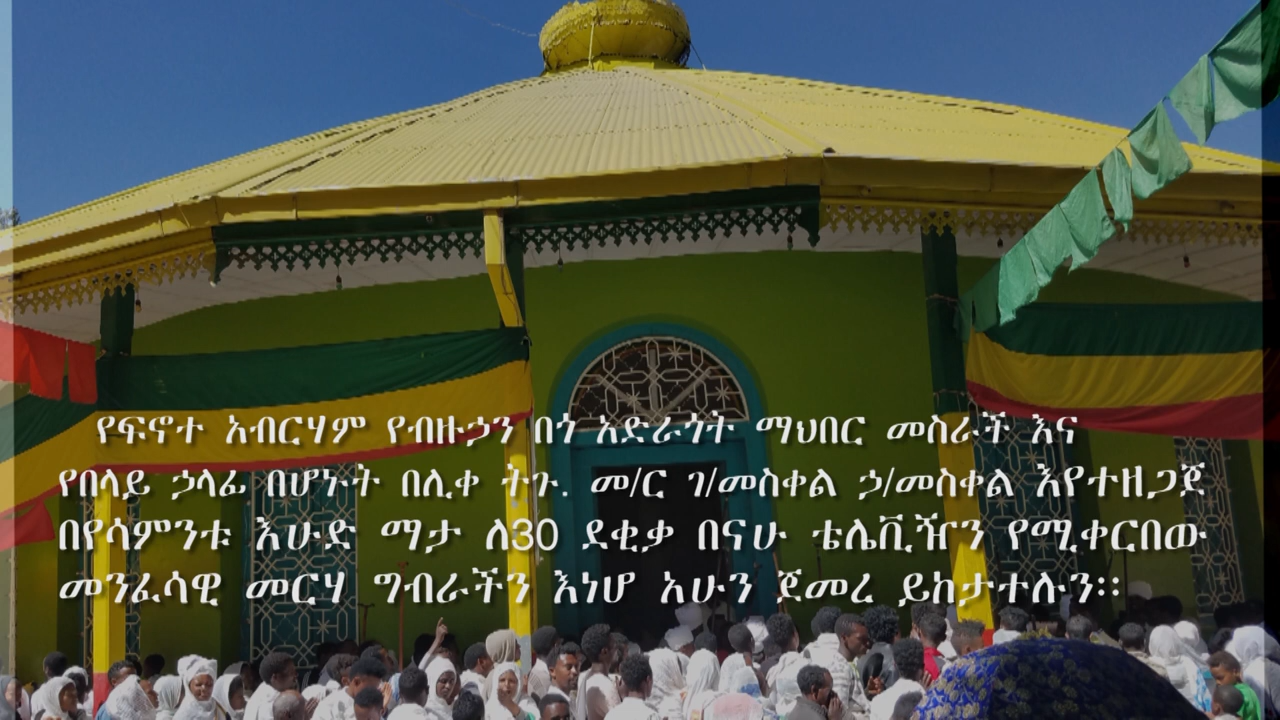 የፍኖተ አብርሃም የብዙኃን በጎ አድራጎት ማህበር መስራች እና
የበላይ ኃላፊ በሆኑት በሊቀ ትጉ. መ/ር ገ/መስቀል ኃ/መስቀል እየተዘጋጀ
በየሳምንቱ እሁድ ማታ ለ30 ደቂቃ በናሁ ቴሌቪዥን የሚቀርበው
መንፈሳዊ መርሃ ግብራችን እነሆ አሁን ጀመረ ይከታተሉን፡፡